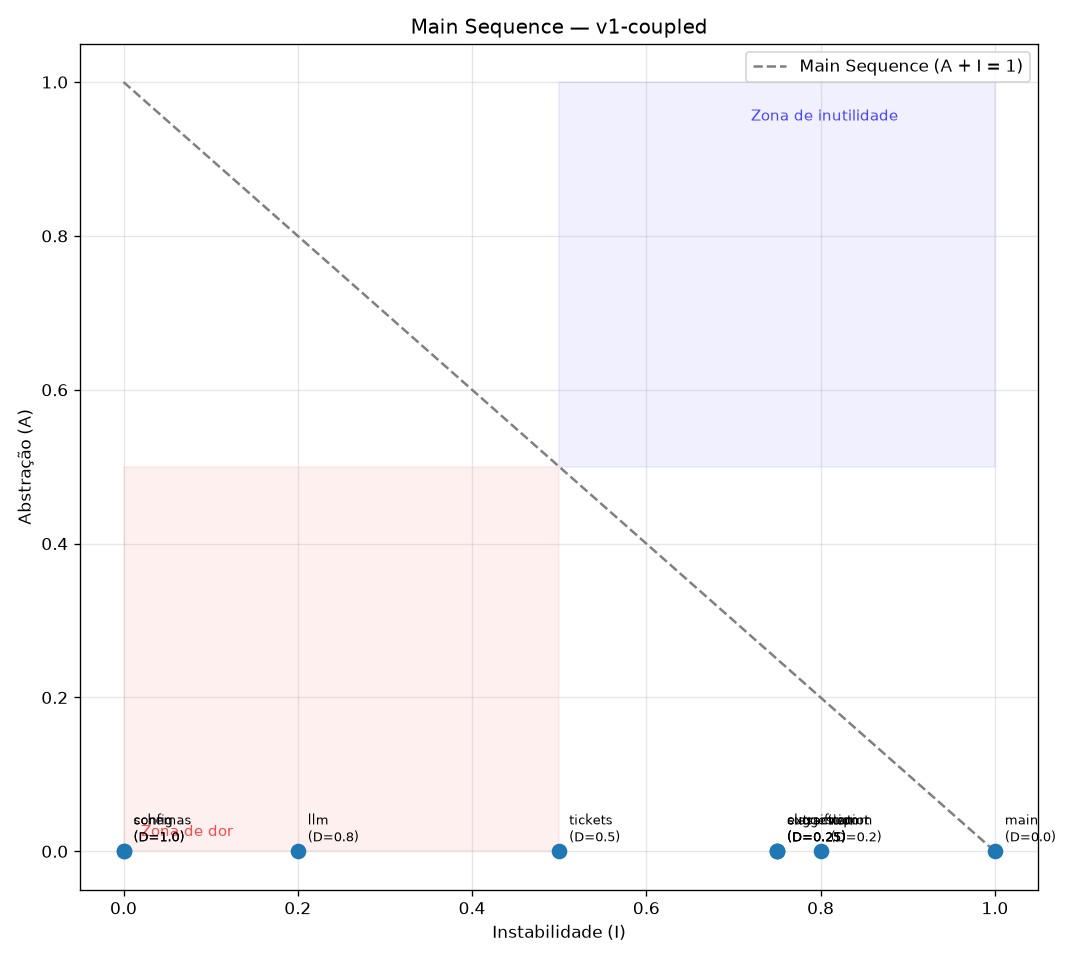 Main Sequence — v1-coupled
Main Sequence (A + I = 1)
Zona de inutilidade
1.0
0.8
0.6
0.4
0.2
0.0
Abstração (A)
(D=1.0)
Zona de dor
llm
(D=0.8)
tickets
(D=0.5)
(D=0.25)
(D=0.2)
main
(D=0.0)
0.0
0.2
0.4
0.6
0.8
1.0
Instabilidade (I)